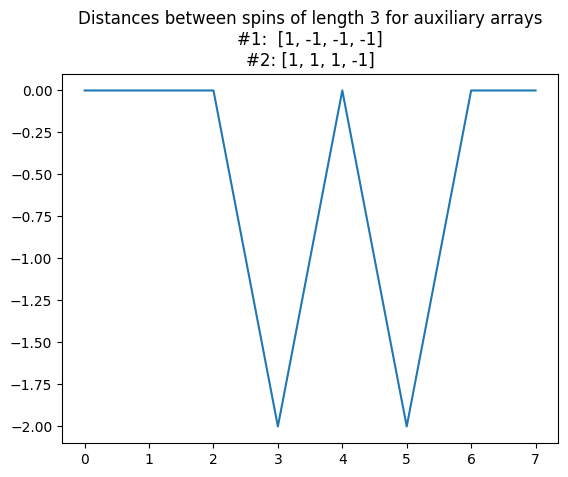 Distances between spins of length 3 for auxiliary arrays
#1:  [1, -1, -1, -1]
#2: [1, 1, 1, -1]
0.00
−0.25
−0.50
−0.75
−1.00
−1.25
−1.50
−1.75
−2.00
0 1 2 3 4 5 6 7